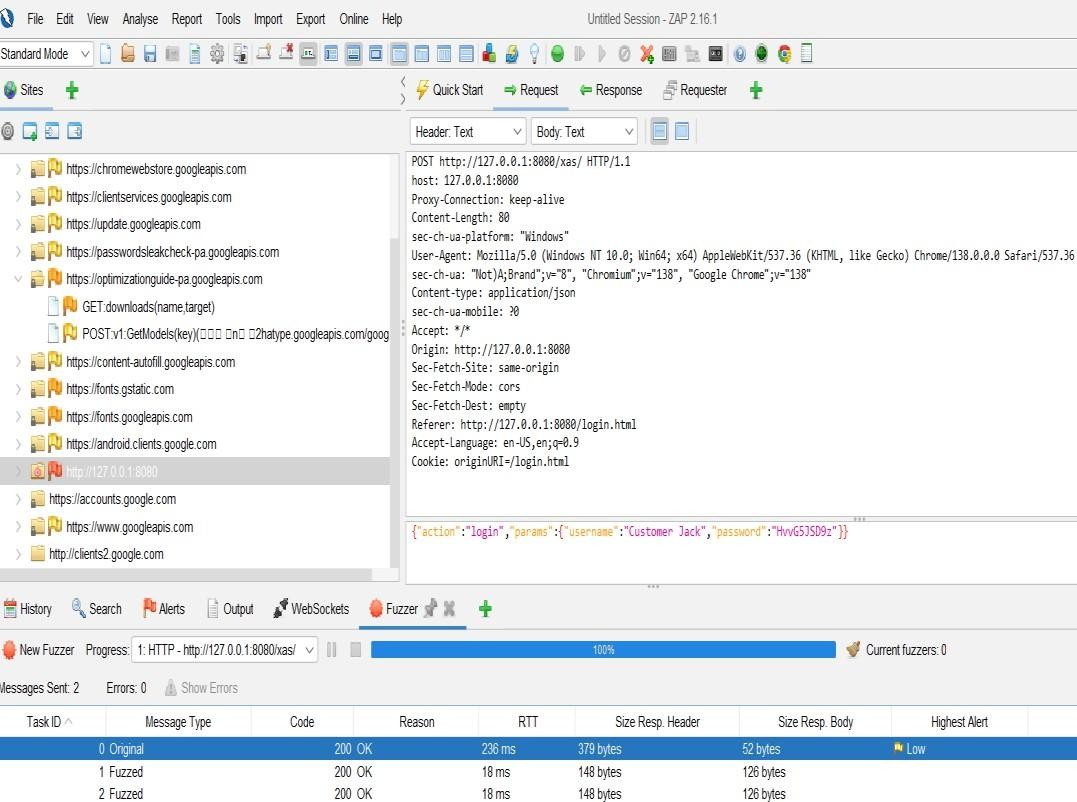 File Edit View Analyse Report Tools Import Export Online Help
Untitled Session - ZAP 2.16.1
Standard Mode
Sites
Quick Start Request Response Requester
Header: Text Body: Text
https://chromewebstore.googleapis.com
https://clientservices.googleapis.com
https://update.googleapis.com
https://passwordsleakcheck-pa.googleapis.com
https://optimizationguide-pa.googleapis.com
GET:downloads(name,target)
POST:v1:GetModels(key)(▯▯▯ ▯n▯ ▯2hatype.googleapis.com/goog
https://content-autofill.googleapis.com
https://fonts.gstatic.com
https://fonts.googleapis.com
https://android.clients.google.com
http://127.0.0.1:8080
https://accounts.google.com
https://www.googleapis.com
http://clients2.google.com
POST http://127.0.0.1:8080/xas/ HTTP/1.1
host: 127.0.0.1:8080
Proxy-Connection: keep-alive
Content-Length: 80
sec-ch-ua-platform: "Windows"
User-Agent: Mozilla/5.0 (Windows NT 10.0; Win64; x64) AppleWebKit/537.36 (KHTML, like Gecko) Chrome/138.0.0.0 Safari/537.36
sec-ch-ua: "Not)A;Brand";v="8", "Chromium";v="138", "Google Chrome";v="138"
Content-type: application/json
sec-ch-ua-mobile: ?0
Accept: */*
Origin: http://127.0.0.1:8080
Sec-Fetch-Site: same-origin
Sec-Fetch-Mode: cors
Sec-Fetch-Dest: empty
Referer: http://127.0.0.1:8080/login.html
Accept-Language: en-US,en;q=0.9
Cookie: originURI=/login.html
{"action":"login","params":{"username":"Customer Jack","password":"HvvG5JSD9z"}}
History Search Alerts Output WebSockets Fuzzer
New Fuzzer Progress: 1: HTTP - http://127.0.0.1:8080/xas/ 100% Current fuzzers: 0
Messages Sent: 2 Errors: 0 Show Errors
Task ID Message Type Code Reason RTT Size Resp. Header Size Resp. Body Highest Alert
0 Original 200 OK 236 ms 379 bytes 52 bytes Low
1 Fuzzed 200 OK 18 ms 148 bytes 126 bytes
2 Fuzzed 200 OK 18 ms 148 bytes 126 bytes